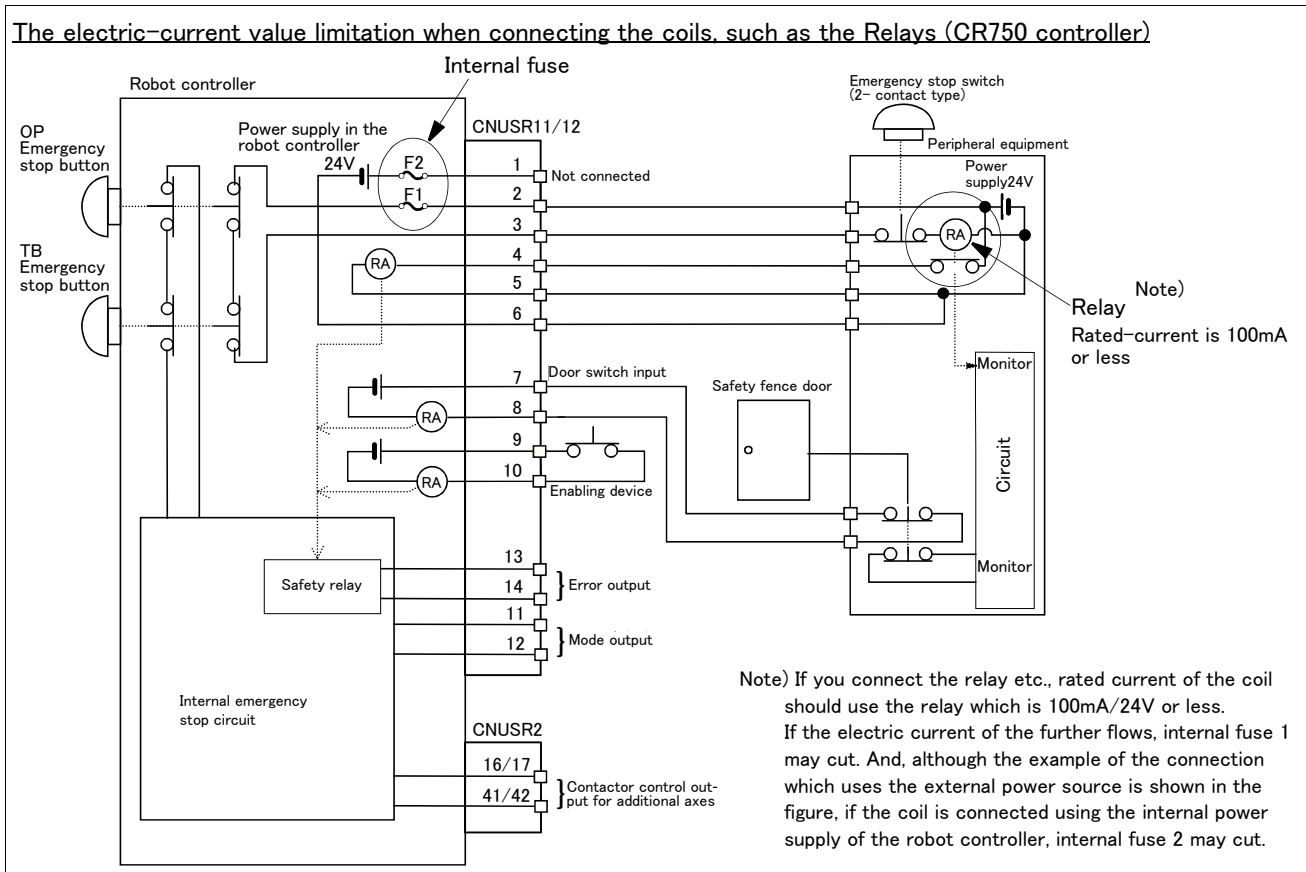 The electric-current value limitation when connecting the coils, such as the Relays (CR750 controller)
Internal fuse
Robot controller
Emergency stop switch
(2- contact type)
OP
Emergency
stop button
Power supply in the
robot controller
24V
F2
F1
CNUSR11/12
1
Not connected
2
3
4
5
6
Peripheral equipment
Power
supply24V
RA
RA
TB
Emergency
stop button
Note)
Relay
Rated-current is 100mA
or less
7
Door switch input
8
RA
9
10
RA
Enabling device
Safety fence door
Monitor
Circuit
Monitor
Safety relay
13
14
Error output
11
12
Mode output
Internal emergency
stop circuit
CNUSR2
16/17
41/42
Contactor control out-
put for additional axes
Note) If you connect the relay etc., rated current of the coil
should use the relay which is 100mA/24V or less.
If the electric current of the further flows, internal fuse 1
may cut. And, although the example of the connection
which uses the external power source is shown in the
figure, if the coil is connected using the internal power
supply of the robot controller, internal fuse 2 may cut.